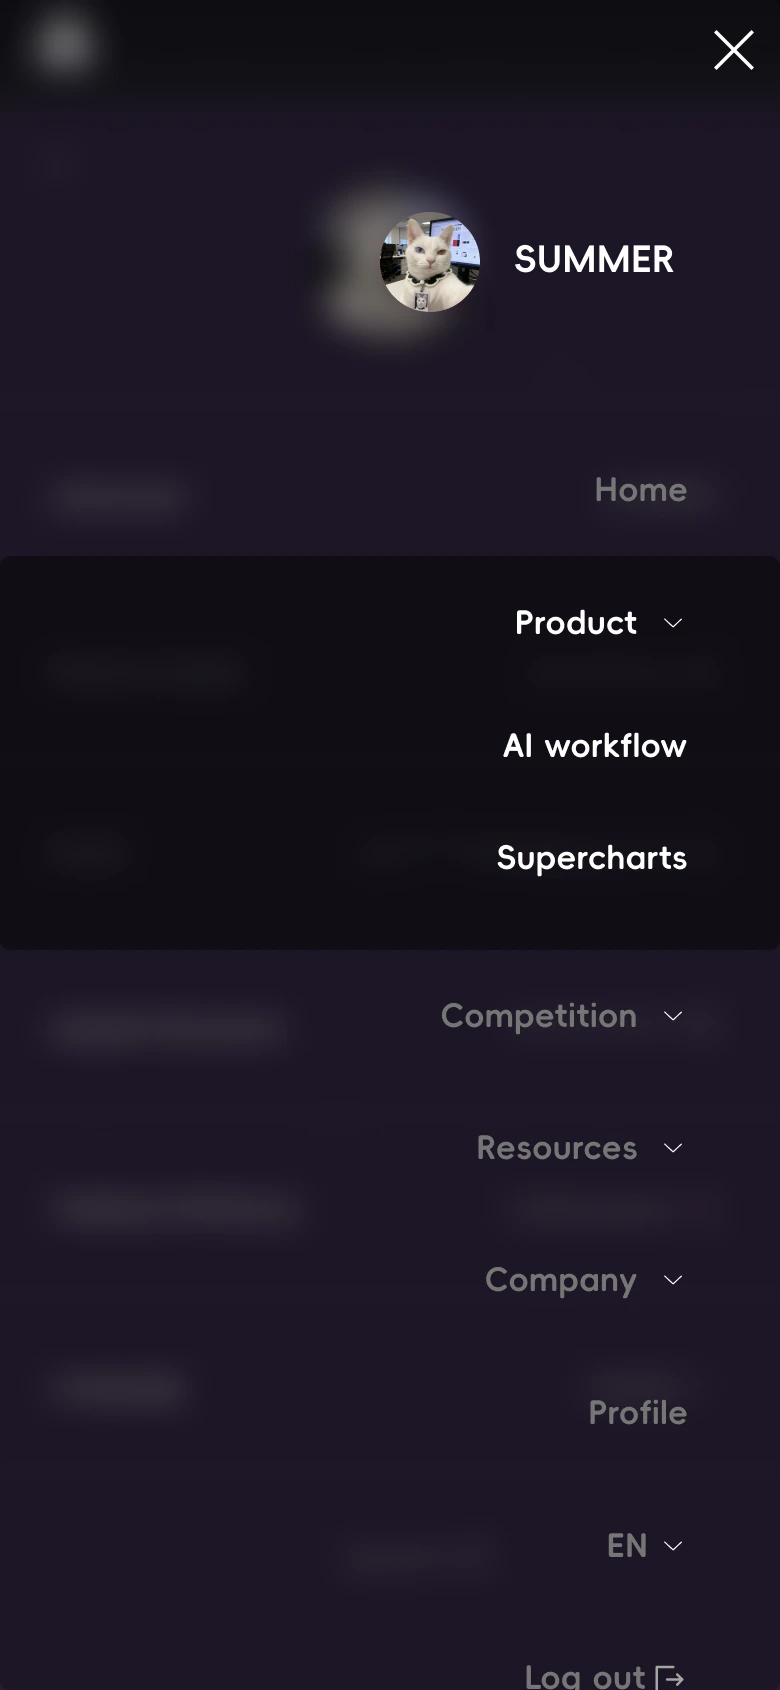 SUMMER
Home
Product
AI workflow
Supercharts
Competition
Resources
Company
Profile
EN
Log out